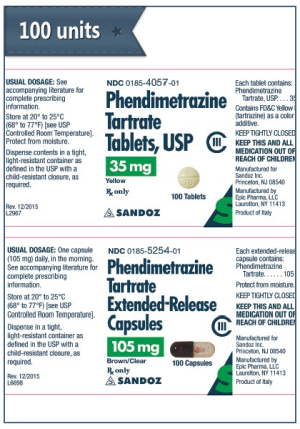 100 units
USUAL DOSAGE: See
accompanying literature for
complete prescribing
information.
Store at 20° to 25°C
(68° to 77°F) [see USP
Controlled Room Temperature].
Protect from moisture.
Dispense contents in a tight,
light-resistant container as
defined in the USP with a
child-resistant closure, as
required.
Rev. 12/2015
L2967
NDC 0185-4057-01
Phendimetrazine
Tartrate
Tablets, USP
CIII
35 mg
Yellow
Rx only
100 Tablets
SANDOZ
Each tablet contains:
Phendimetrazine
Tartrate, USP. . . . 35
Contains FD&C Yellow
(tartrazine) as a color
additive.
KEEP TIGHTLY CLOSED
KEEP THIS AND ALL
MEDICATION OUT OF
REACH OF CHILDREN
Manufactured for
Sandoz Inc.
Princeton, NJ 08540
Manufactured by
Epic Pharma, LLC
Laurelton, NY 11413
Product of Italy
USUAL DOSAGE: One capsule
(105 mg) daily, in the morning.
See accompanying literature for
complete prescribing
information.
Store at 20° to 25°C
(68° to 77°F) [see USP
Controlled Room Temperature].
Dispense in a tight,
light-resistant container as
defined in the USP with a
child-resistant closure, as
required.
Rev. 12/2015
L6698
NDC 0185-5254-01
Phendimetrazine
Tartrate
Extended-Release
Capsules
CIII
105 mg
Brown/Clear
Rx only
100 Capsules
SANDOZ
Each extended-release
capsule contains:
Phendimetrazine
Tartrate. . . . . . 105
Protect from moisture.
KEEP TIGHTLY CLOSED
KEEP THIS AND ALL
MEDICATION OUT OF
REACH OF CHILDREN
Manufactured for
Sandoz Inc.
Princeton, NJ 08540
Manufactured by
Epic Pharma, LLC
Laurelton, NY 11413
Product of Italy